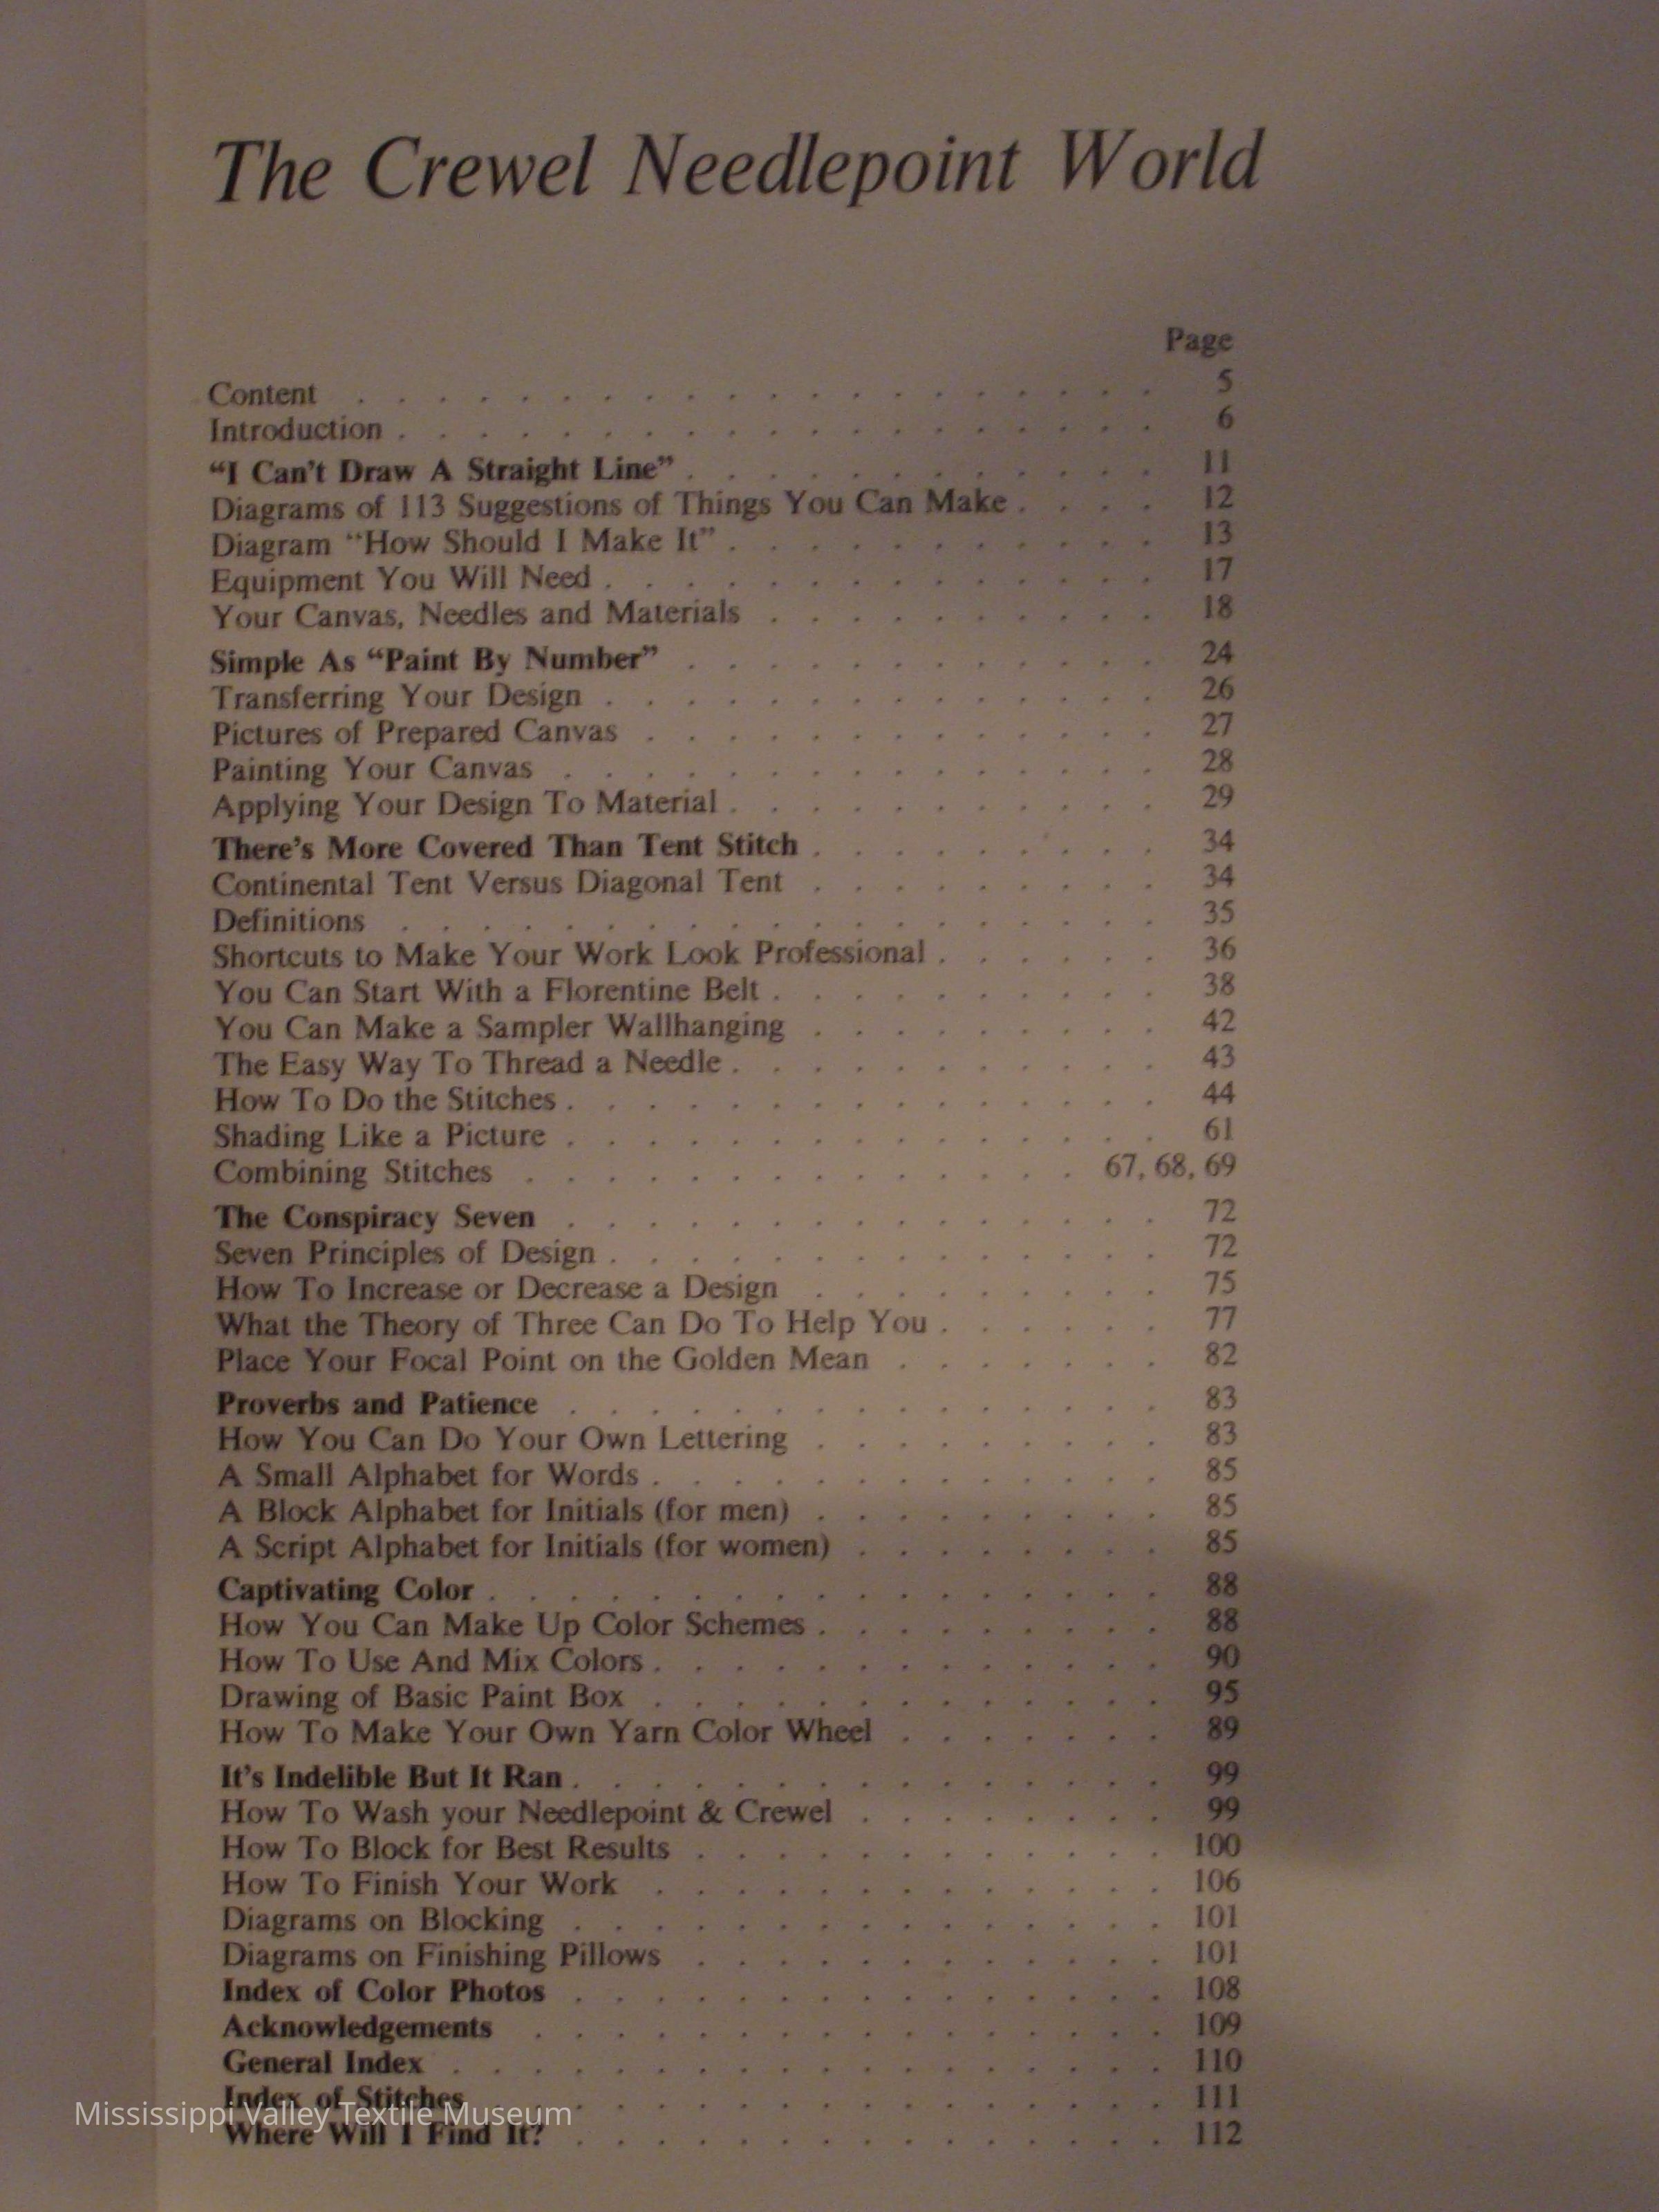 The Crewel Needlepoint World
Page
Content . . . . . . . . . . . . . . . . . . . . 5
Introduction . . . . . . . . . . . . . . . . . . . 6
“I Can’t Draw A Straight Line” . . . . . . . . . . . . 11
Diagrams of 113 Suggestions of Things You Can Make . . . . 12
Diagram “How Should I Make It” . . . . . . . . . . . 13
Equipment You Will Need . . . . . . . . . . . . . . 17
Your Canvas, Needles and Materials . . . . . . . . . . 18
Simple As “Paint By Number” . . . . . . . . . . . . 24
Transferring Your Design . . . . . . . . . . . . . . 26
Pictures of Prepared Canvas . . . . . . . . . . . . . 27
Painting Your Canvas . . . . . . . . . . . . . . . 28
Applying Your Design To Material . . . . . . . . . . . 29
There’s More Covered Than Tent Stitch . . . . . . . . . 34
Continental Tent Versus Diagonal Tent . . . . . . . . . 34
Definitions . . . . . . . . . . . . . . . . . . . 35
Shortcuts to Make Your Work Look Professional . . . . . . 36
You Can Start With a Florentine Belt . . . . . . . . . . 38
You Can Make a Sampler Wallhanging . . . . . . . . . 42
The Easy Way To Thread a Needle . . . . . . . . . . . 43
How To Do the Stitches . . . . . . . . . . . . . . . 44
Shading Like a Picture . . . . . . . . . . . . . . . 61
Combining Stitches . . . . . . . . . . . . . . 67, 68, 69
The Conspiracy Seven . . . . . . . . . . . . . . . 72
Seven Principles of Design . . . . . . . . . . . . . . 72
How To Increase or Decrease a Design . . . . . . . . . 75
What the Theory of Three Can Do To Help You . . . . . . 77
Place Your Focal Point on the Golden Mean . . . . . . . 82
Proverbs and Patience . . . . . . . . . . . . . . . 83
How You Can Do Your Own Lettering . . . . . . . . . 83
A Small Alphabet for Words . . . . . . . . . . . . . 85
A Block Alphabet for Initials (for men) . . . . . . . . . 85
A Script Alphabet for Initials (for women) . . . . . . . . 85
Captivating Color . . . . . . . . . . . . . . . . . 88
How You Can Make Up Color Schemes . . . . . . . . . 88
How To Use And Mix Colors . . . . . . . . . . . . . 90
Drawing of Basic Paint Box . . . . . . . . . . . . . 95
How To Make Your Own Yarn Color Wheel . . . . . . . 89
It’s Indelible But It Ran . . . . . . . . . . . . . . . 99
How To Wash your Needlepoint & Crewel . . . . . . . . 99
How To Block for Best Results . . . . . . . . . . . . 100
How To Finish Your Work . . . . . . . . . . . . . 106
Diagrams on Blocking . . . . . . . . . . . . . . . 101
Diagrams on Finishing Pillows . . . . . . . . . . . . 101
Index of Color Photos . . . . . . . . . . . . . . . 108
Acknowledgements . . . . . . . . . . . . . . . . 109
General Index . . . . . . . . . . . . . . . . . . 110
Index of Stitches . . . . . . . . . . . . . . . . . 111
Mississippi Valley Textile Museum
Where Will I Find It? . . . . . . . . . . . . . . . 112